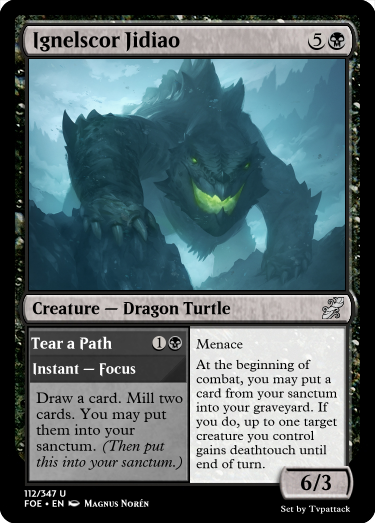 Ignelscor Jidiao
5
Creature — Dragon Turtle
Tear a Path
1
Instant — Focus
Draw a card. Mill two
cards. You may put
them into your
sanctum. (Then put
this into your sanctum.)
Menace
At the beginning of
combat, you may put a
card from your sanctum
into your graveyard. If
you do, up to one target
creature you control
gains deathtouch until
end of turn.
6/3
112/347 U
FOE • EN Magnus Norén
Set by Tvpattack